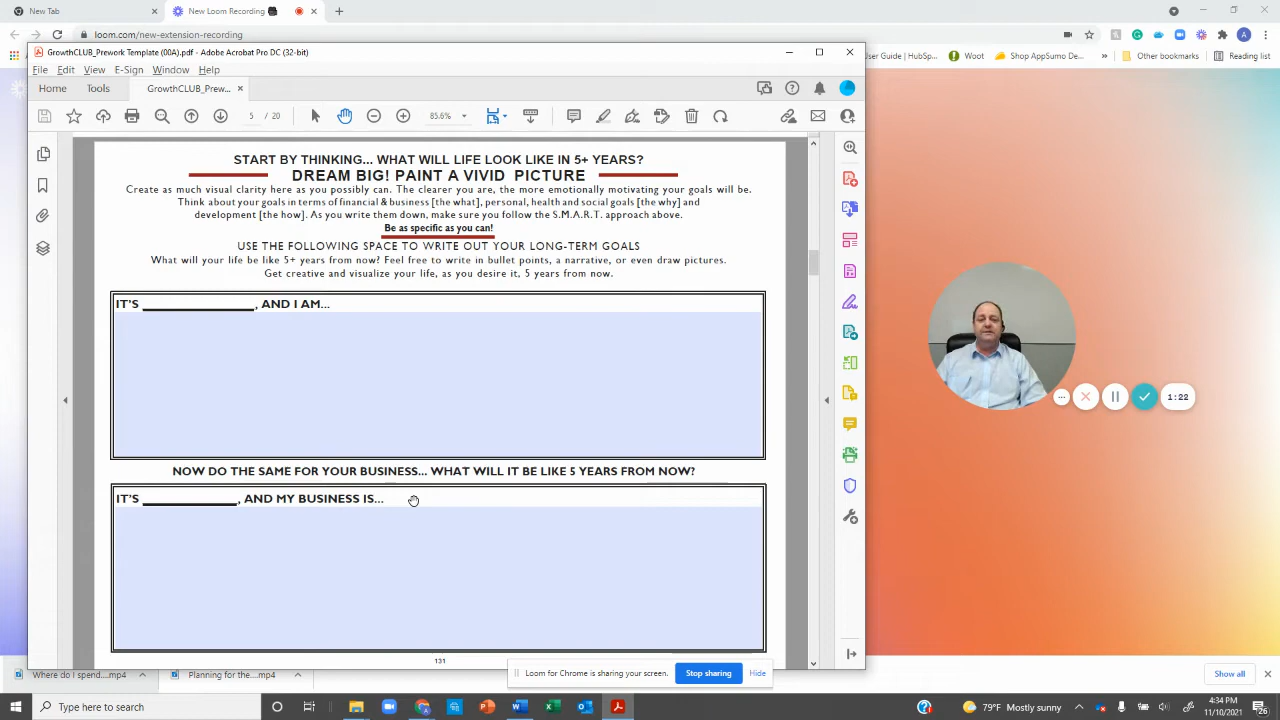 New Tab
New Loom Recording
loom.com/new-extension-recording
User Guide | HubSp...
Woot
Shop AppSumo De...
Other bookmarks
Reading list
GrowthCLUB_Prework Template (00A).pdf - Adobe Acrobat Pro DC (32-bit)
File Edit View E-Sign Window Help
Home Tools GrowthCLUB_Prew...
5 / 20 85.6%
START BY THINKING... WHAT WILL LIFE LOOK LIKE IN 5+ YEARS?
DREAM BIG! PAINT A VIVID PICTURE
Create as much visual clarity here as you possibly can. The clearer you are, the more emotionally motivating your goals will be.
Think about your goals in terms of financial & business [the what], personal, health and social goals [the why] and
development [the how]. As you write them down, make sure you follow the S.M.A.R.T. approach above.
Be as specific as you can!
USE THE FOLLOWING SPACE TO WRITE OUT YOUR LONG-TERM GOALS
What will your life be like 5+ years from now? Feel free to write in bullet points, a narrative, or even draw pictures.
Get creative and visualize your life, as you desire it, 5 years from now.
IT'S ______________, AND I AM...
NOW DO THE SAME FOR YOUR BUSINESS... WHAT WILL IT BE LIKE 5 YEARS FROM NOW?
IT'S ____________, AND MY BUSINESS IS...
131
1:22
Loom for Chrome is sharing your screen.
Stop sharing
Hide
Where do I spend....mp4
Planning for the....mp4
Show all
Type here to search
79°F Mostly sunny
4:34 PM
11/10/2021
26